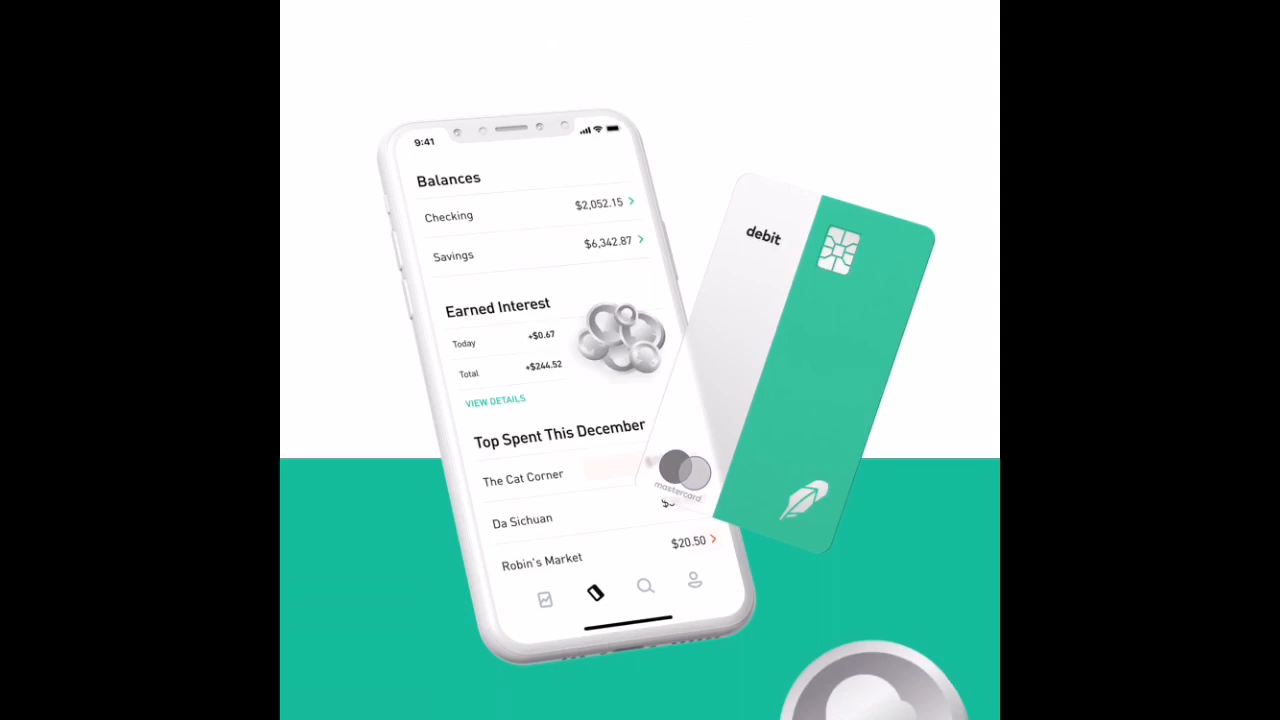 9:41
Balances
Checking $2,052.15
Savings $6,342.87
Earned Interest
Today +$0.67
Total +$244.52
VIEW DETAILS
Top Spent This December
The Cat Corner
Da Sichuan
Robin's Market $20.50
debit
mastercard